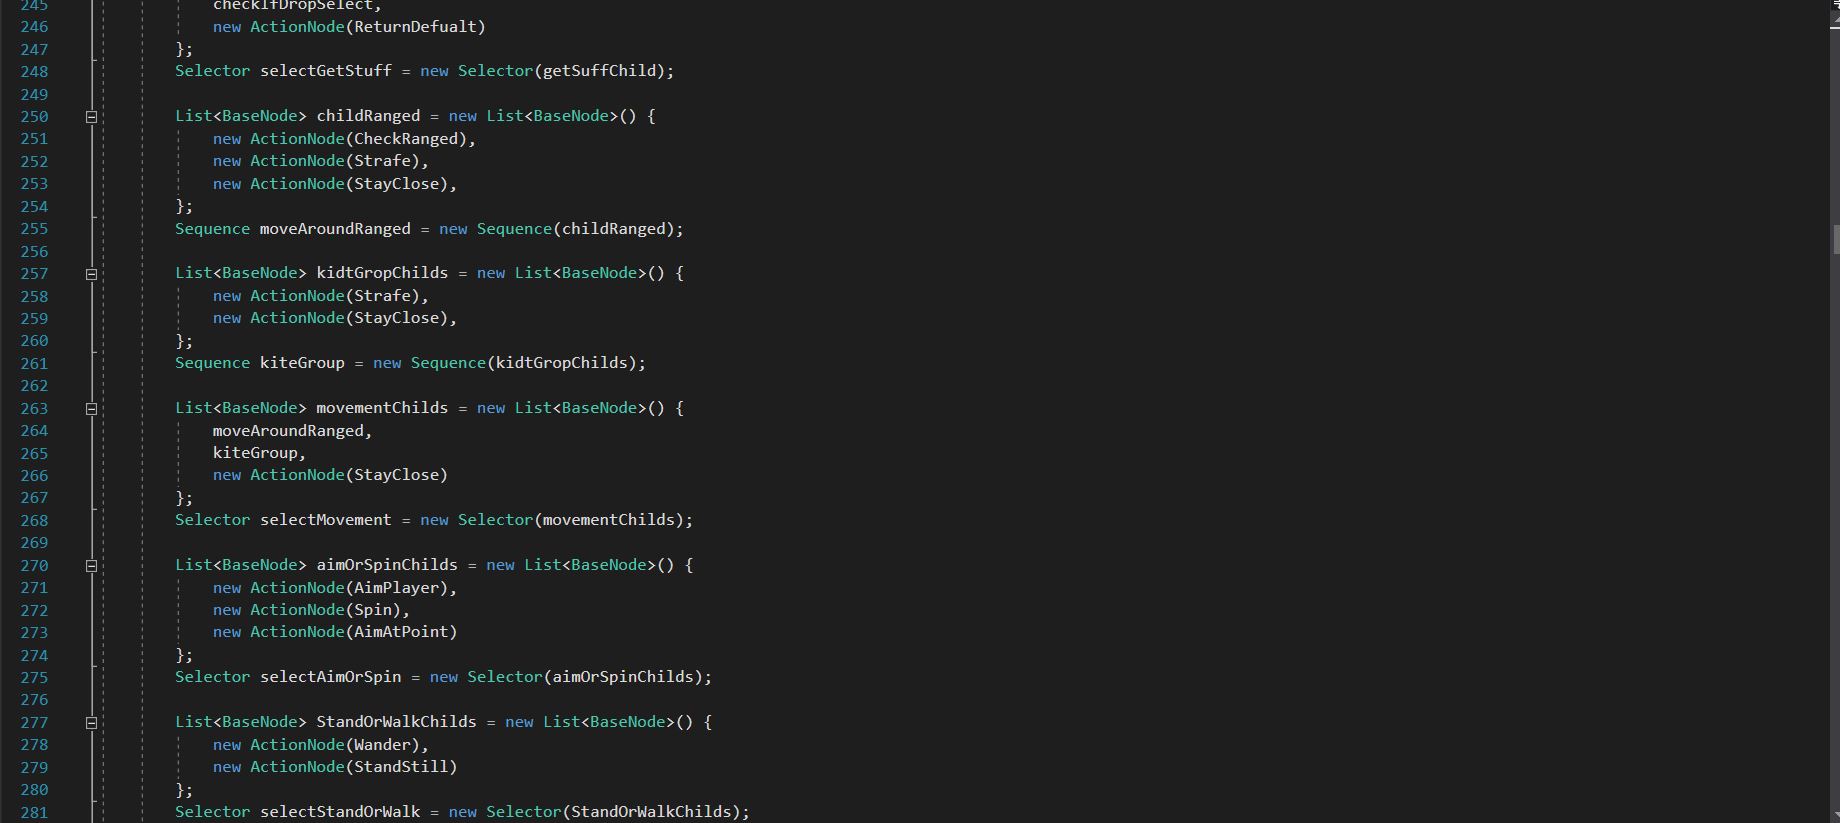 245 checkIfDropSelect,
246 new ActionNode(ReturnDefualt)
247 };
248 Selector selectGetStuff = new Selector(getSuffChild);
249
250 List<BaseNode> childRanged = new List<BaseNode>() {
251 new ActionNode(CheckRanged),
252 new ActionNode(Strafe),
253 new ActionNode(StayClose),
254 };
255 Sequence moveAroundRanged = new Sequence(childRanged);
256
257 List<BaseNode> kidtGropChilds = new List<BaseNode>() {
258 new ActionNode(Strafe),
259 new ActionNode(StayClose),
260 };
261 Sequence kiteGroup = new Sequence(kidtGropChilds);
262
263 List<BaseNode> movementChilds = new List<BaseNode>() {
264 moveAroundRanged,
265 kiteGroup,
266 new ActionNode(StayClose)
267 };
268 Selector selectMovement = new Selector(movementChilds);
269
270 List<BaseNode> aimOrSpinChilds = new List<BaseNode>() {
271 new ActionNode(AimPlayer),
272 new ActionNode(Spin),
273 new ActionNode(AimAtPoint)
274 };
275 Selector selectAimOrSpin = new Selector(aimOrSpinChilds);
276
277 List<BaseNode> StandOrWalkChilds = new List<BaseNode>() {
278 new ActionNode(Wander),
279 new ActionNode(StandStill)
280 };
281 Selector selectStandOrWalk = new Selector(StandOrWalkChilds);